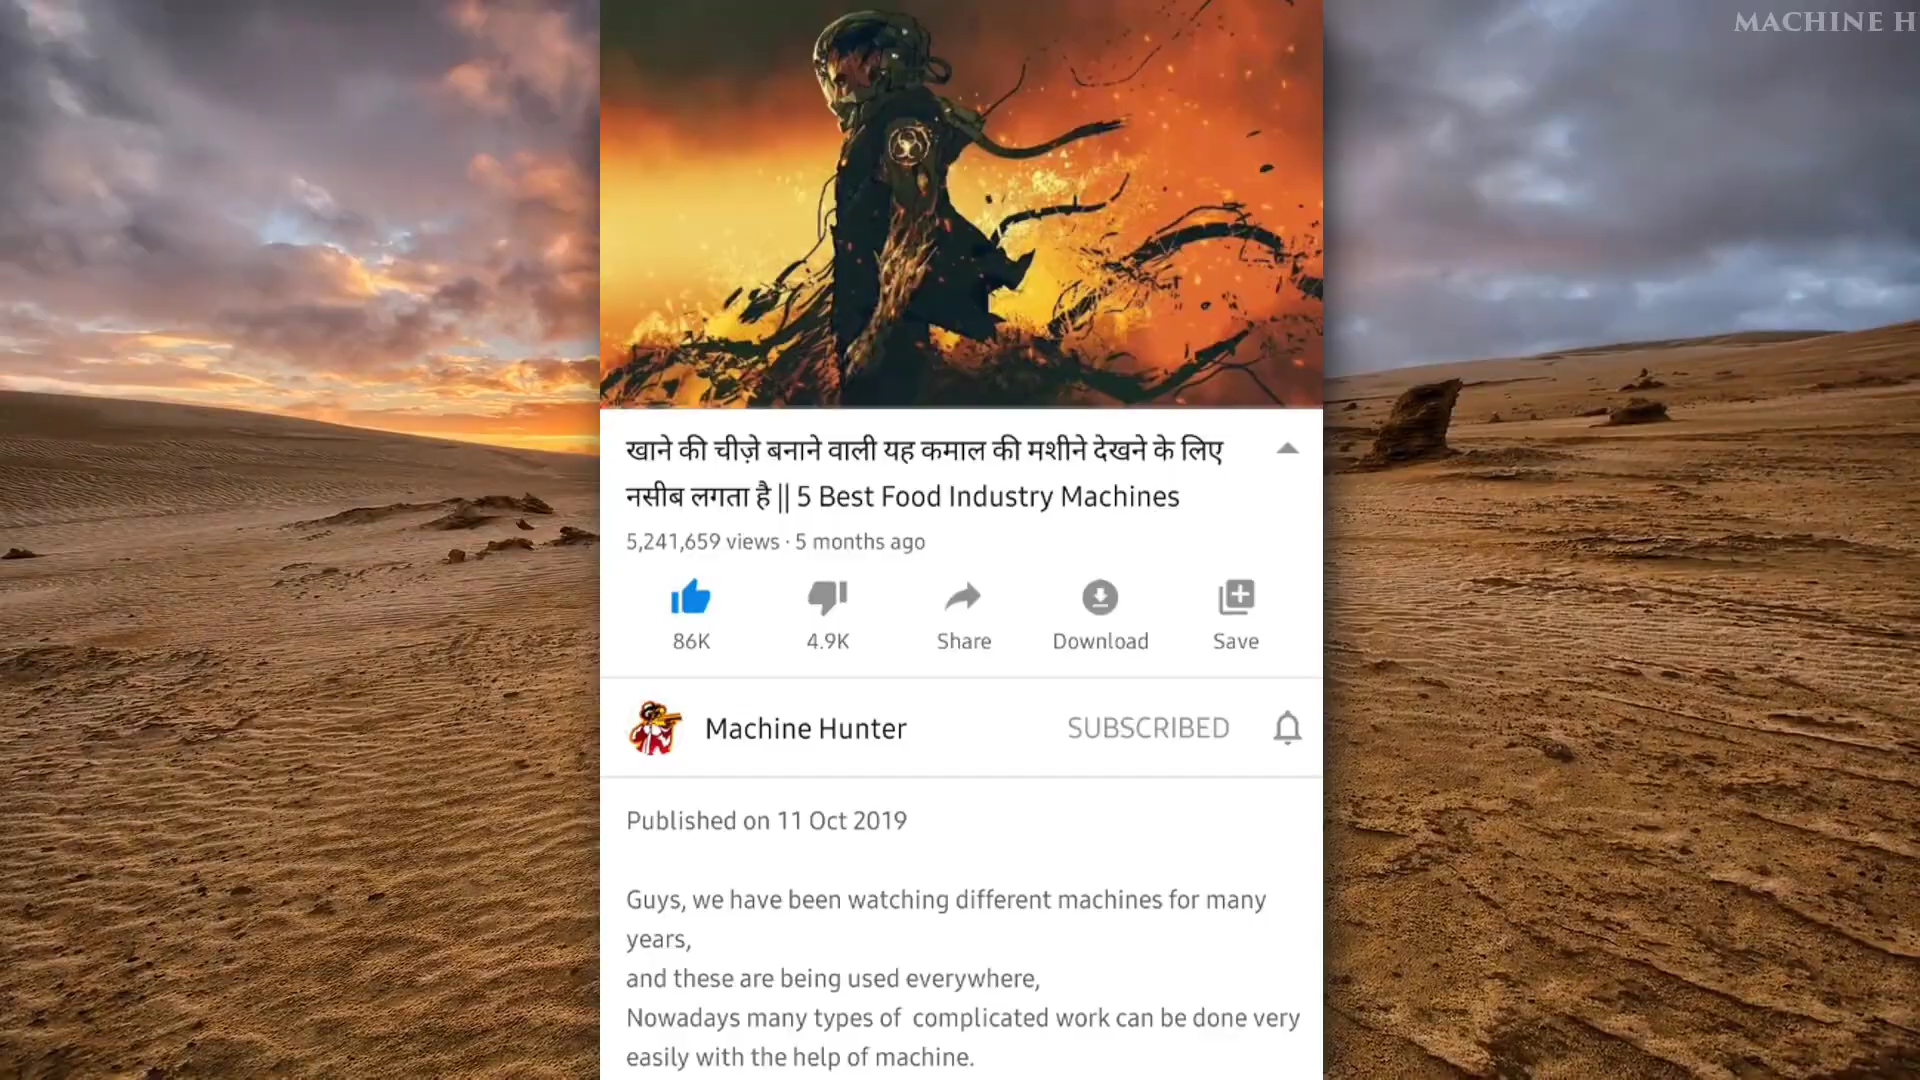 MACHINE H
खाने की चीज़े बनाने वाली यह कमाल की मशीने देखने के लिए
नसीब लगता है || 5 Best Food Industry Machines
5,241,659 views · 5 months ago
86K
4.9K
Share
Download
Save
Machine Hunter
SUBSCRIBED
Published on 11 Oct 2019
Guys, we have been watching different machines for many
years,
and these are being used everywhere,
Nowadays many types of complicated work can be done very
easily with the help of machine.